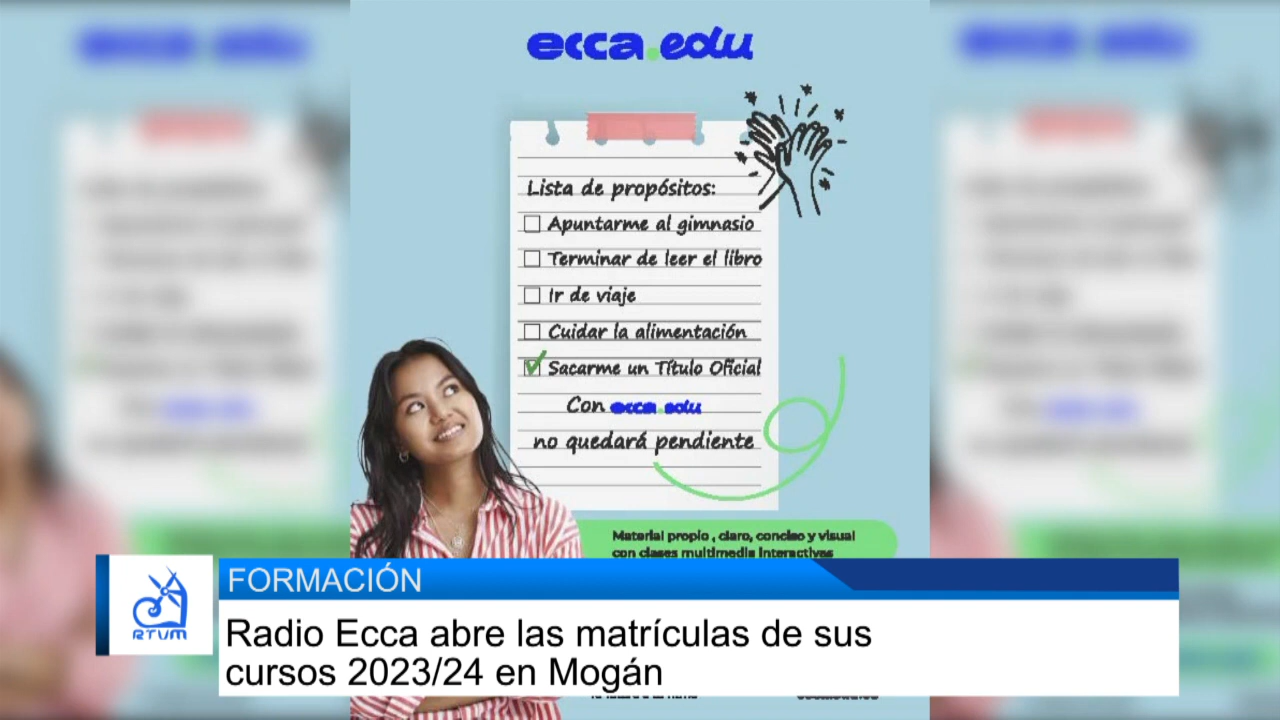 ecca.edu
Lista de propósitos:
Apuntarme al gimnasio
Terminar de leer el libro
Ir de viaje
Cuidar la alimentación
Sacarme un Título Oficial
Con ecca.edu
no quedará pendiente
Material propio, claro, conciso y visual
con clases multimedia interactivas
FORMACIÓN
RTVM
Radio Ecca abre las matrículas de sus
cursos 2023/24 en Mogán